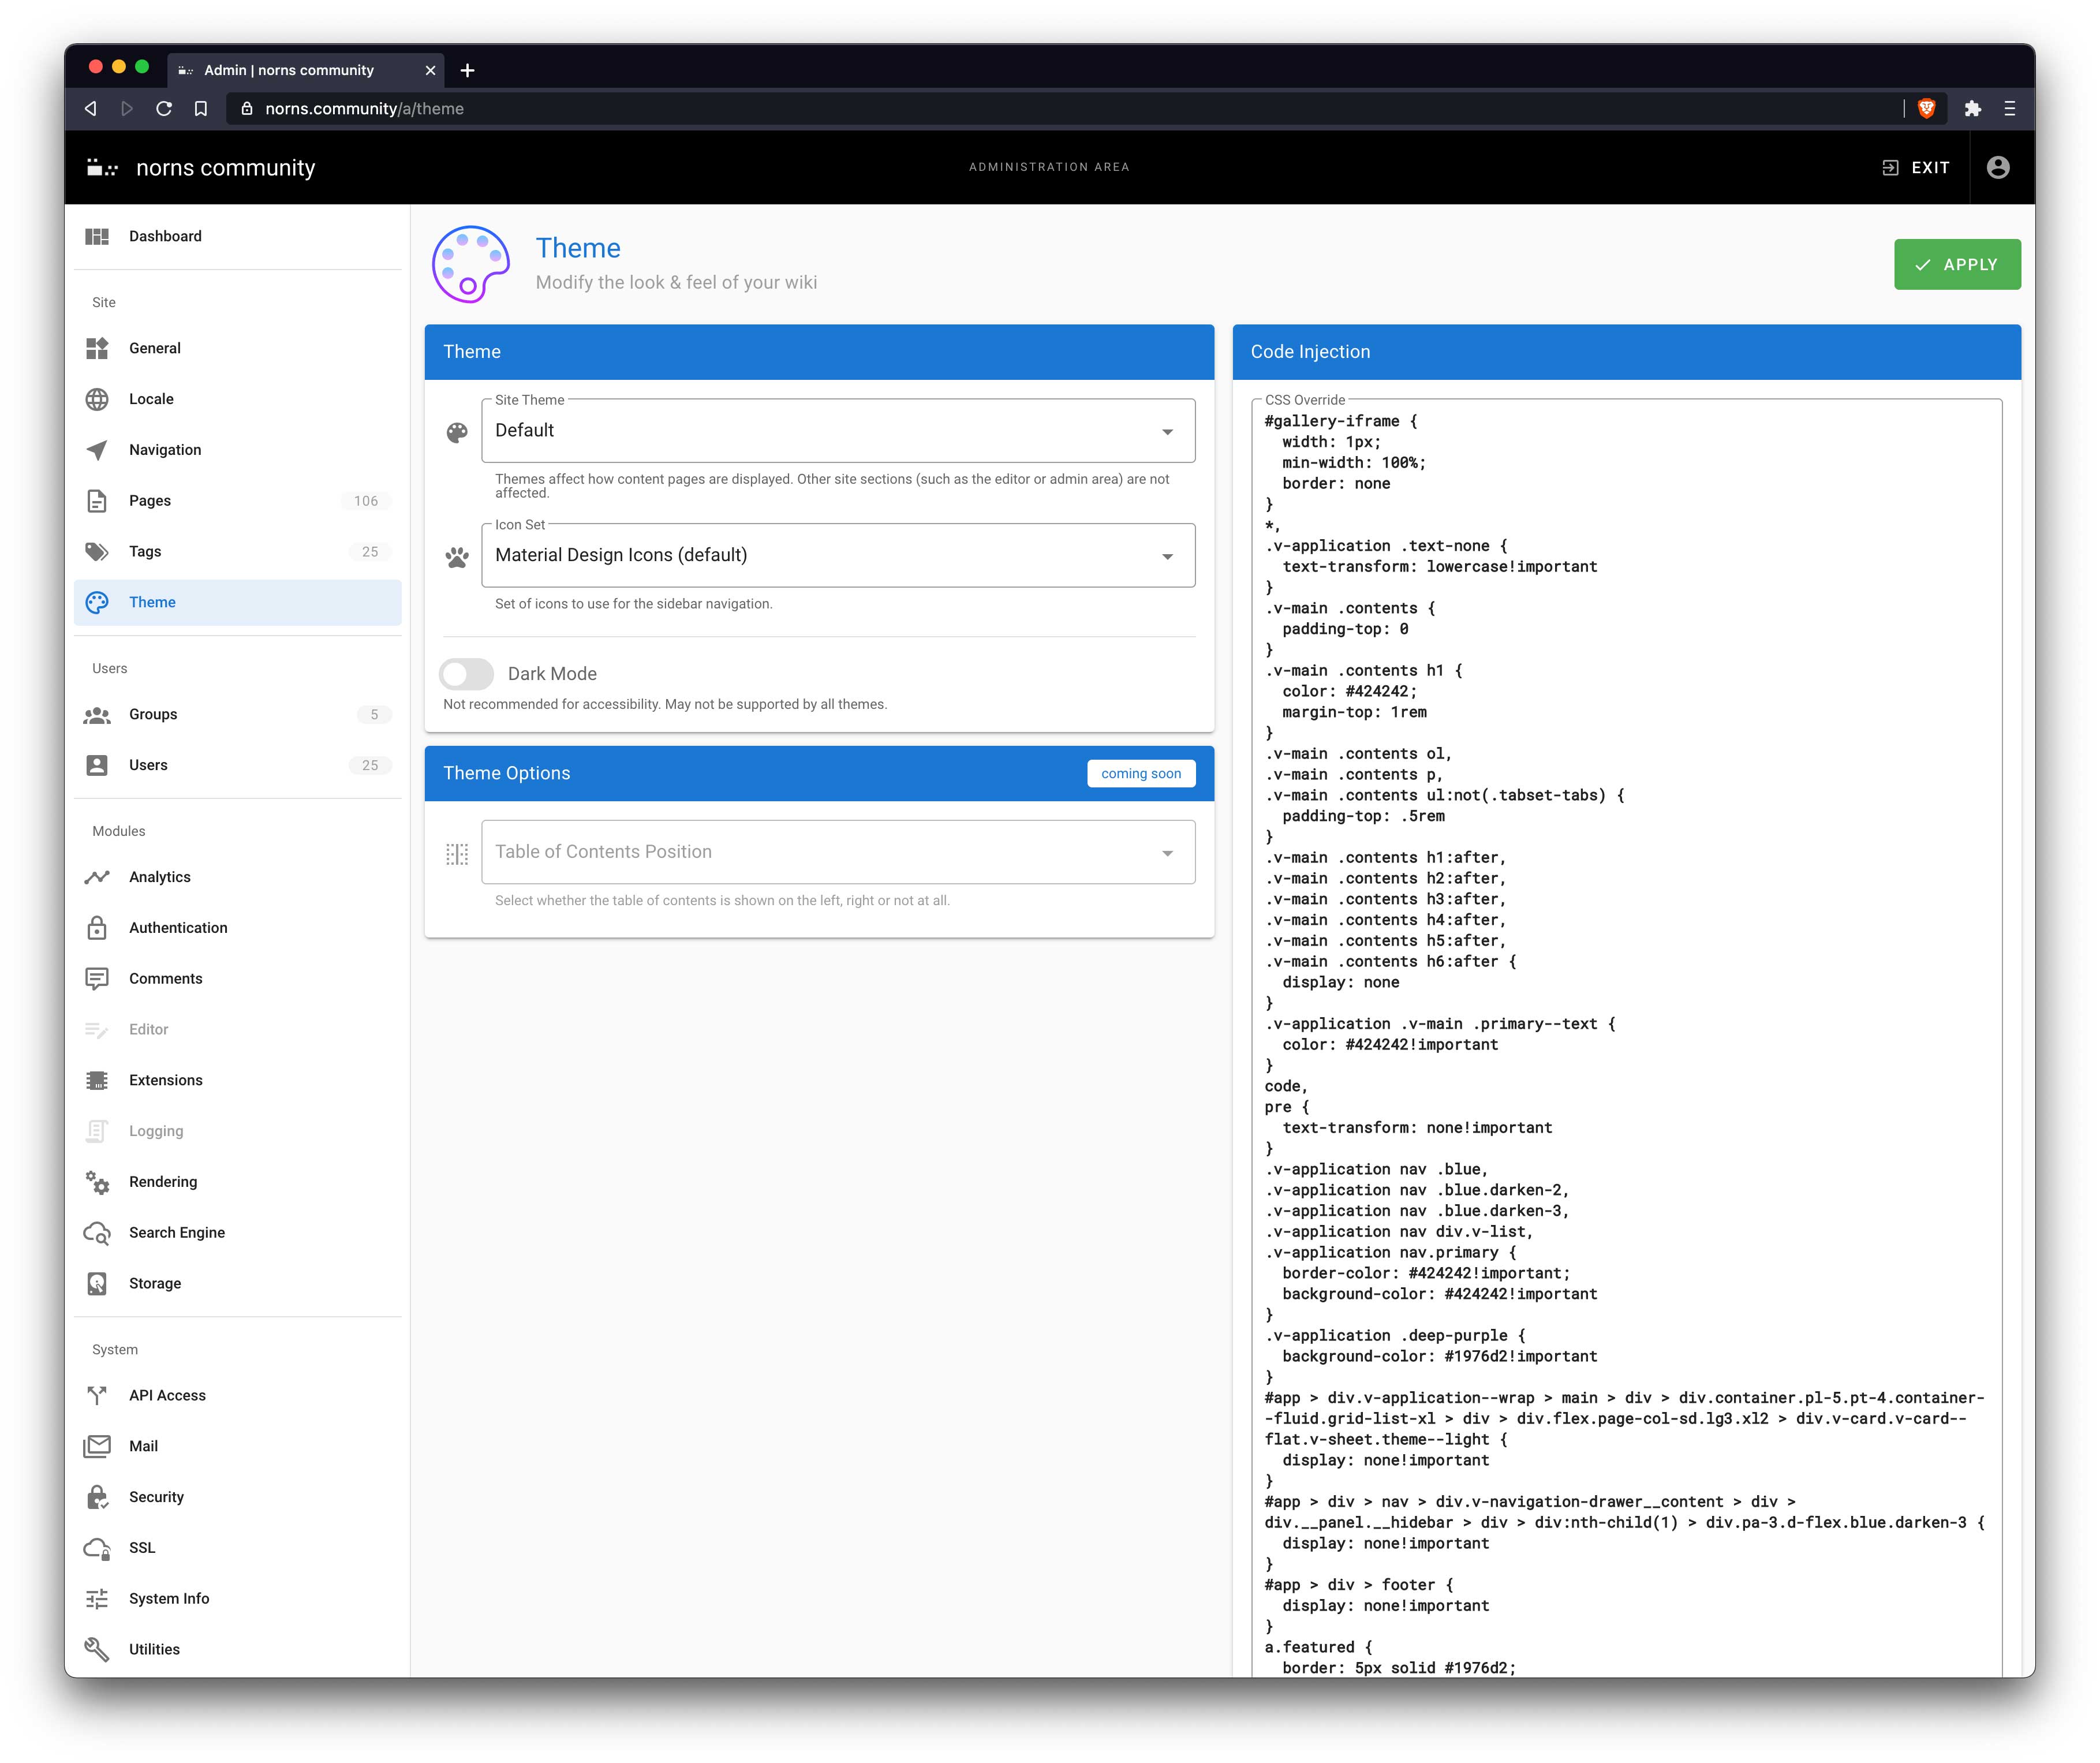 Admin | norns community
norns.community/a/theme
norns community
ADMINISTRATION AREA
EXIT
Dashboard
Site
General
Locale
Navigation
Pages 106
Tags 25
Theme
Users
Groups 5
Users 25
Modules
Analytics
Authentication
Comments
Editor
Extensions
Logging
Rendering
Search Engine
Storage
System
API Access
Mail
Security
SSL
System Info
Utilities
Theme
Modify the look & feel of your wiki
APPLY
Theme
Site Theme
Default
Themes affect how content pages are displayed. Other site sections (such as the editor or admin area) are not
affected.
Icon Set
Material Design Icons (default)
Set of icons to use for the sidebar navigation.
Dark Mode
Not recommended for accessibility. May not be supported by all themes.
Theme Options
coming soon
Table of Contents Position
Select whether the table of contents is shown on the left, right or not at all.
Code Injection
CSS Override
#gallery-iframe {
  width: 1px;
  min-width: 100%;
  border: none
}
*,
.v-application .text-none {
  text-transform: lowercase!important
}
.v-main .contents {
  padding-top: 0
}
.v-main .contents h1 {
  color: #424242;
  margin-top: 1rem
}
.v-main .contents ol,
.v-main .contents p,
.v-main .contents ul:not(.tabset-tabs) {
  padding-top: .5rem
}
.v-main .contents h1:after,
.v-main .contents h2:after,
.v-main .contents h3:after,
.v-main .contents h4:after,
.v-main .contents h5:after,
.v-main .contents h6:after {
  display: none
}
.v-application .v-main .primary--text {
  color: #424242!important
}
code,
pre {
  text-transform: none!important
}
.v-application nav .blue,
.v-application nav .blue.darken-2,
.v-application nav .blue.darken-3,
.v-application nav div.v-list,
.v-application nav.primary {
  border-color: #424242!important;
  background-color: #424242!important
}
.v-application .deep-purple {
  background-color: #1976d2!important
}
#app > div.v-application--wrap > main > div > div.container.pl-5.pt-4.container-
-fluid.grid-list-xl > div > div.flex.page-col-sd.lg3.xl2 > div.v-card.v-card--
flat.v-sheet.theme--light {
  display: none!important
}
#app > div > nav > div.v-navigation-drawer__content > div >
div.__panel.__hidebar > div > div:nth-child(1) > div.pa-3.d-flex.blue.darken-3 {
  display: none!important
}
#app > div > footer {
  display: none!important
}
a.featured {
  border: 5px solid #1976d2;